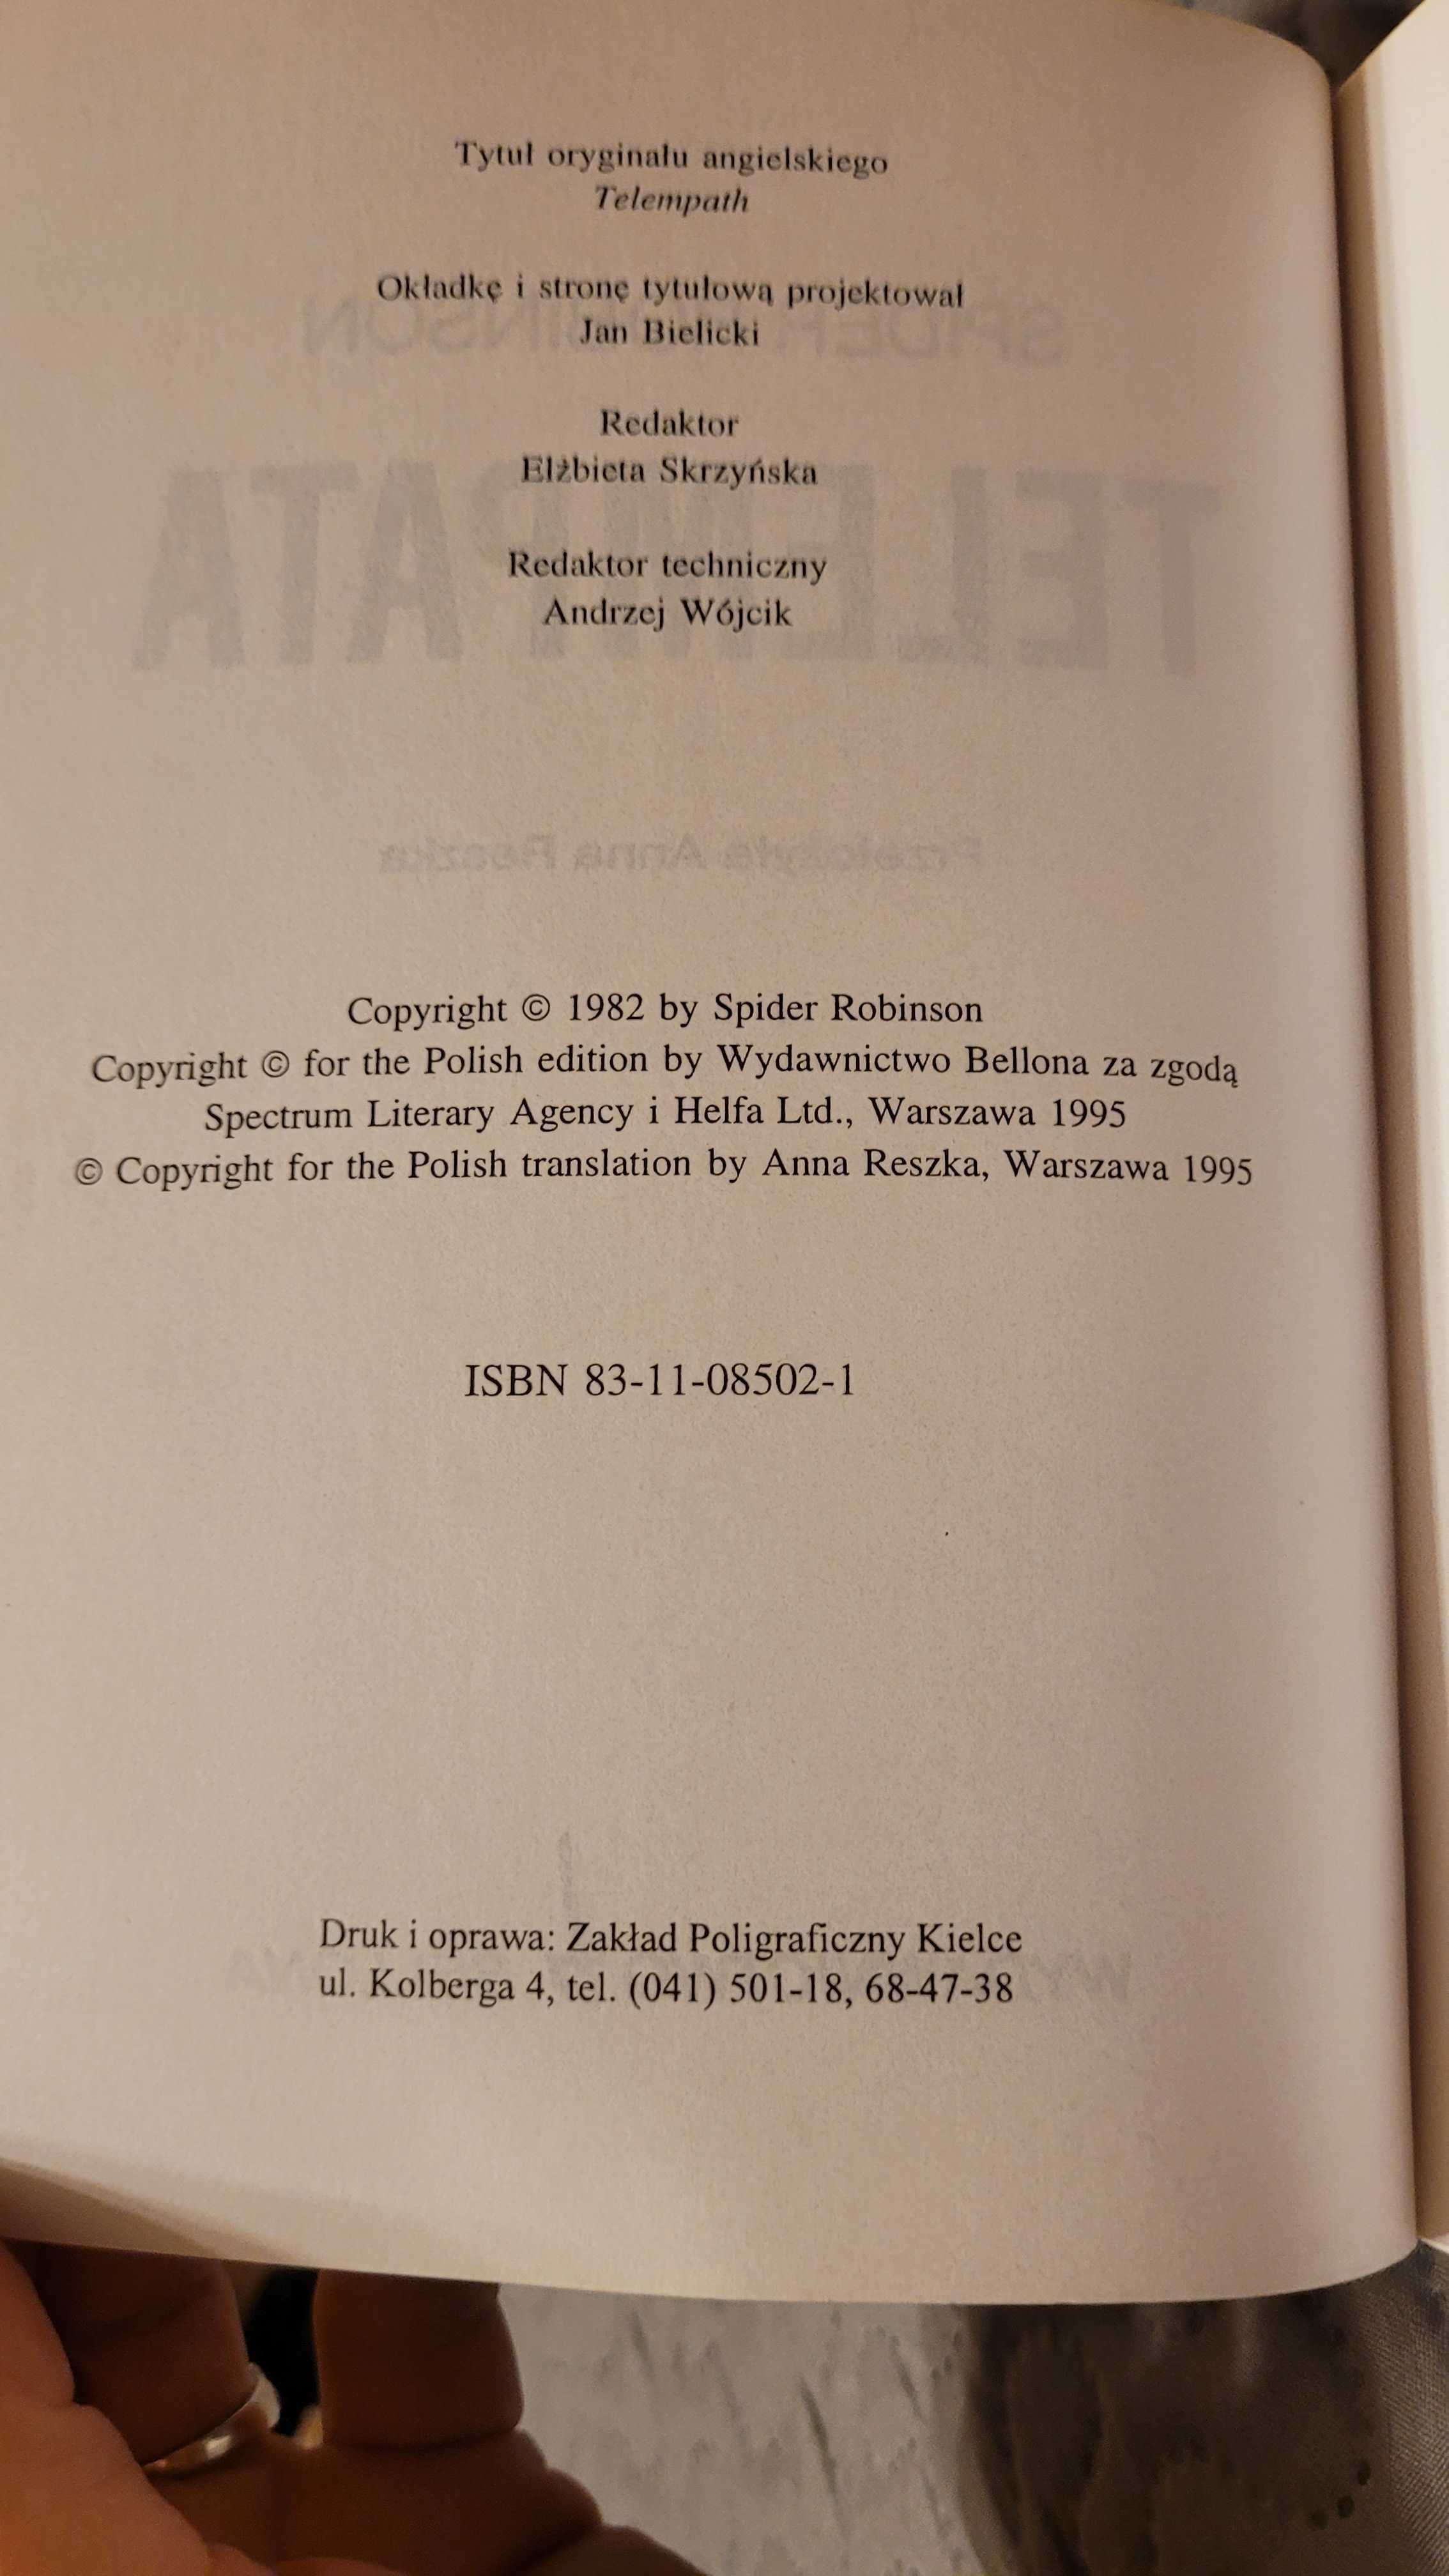 Tytuł oryginału angielskiego
Telempath
Okładkę i stronę tytułową projektował
Jan Bielicki
Redaktor
Elżbieta Skrzyńska
Redaktor techniczny
Andrzej Wójcik
Copyright © 1982 by Spider Robinson
Copyright © for the Polish edition by Wydawnictwo Bellona za zgodą
Spectrum Literary Agency i Helfa Ltd., Warszawa 1995
© Copyright for the Polish translation by Anna Reszka, Warszawa 1995
ISBN 83-11-08502-1
Druk i oprawa: Zakład Poligraficzny Kielce
ul. Kolberga 4, tel. (041) 501-18, 68-47-38